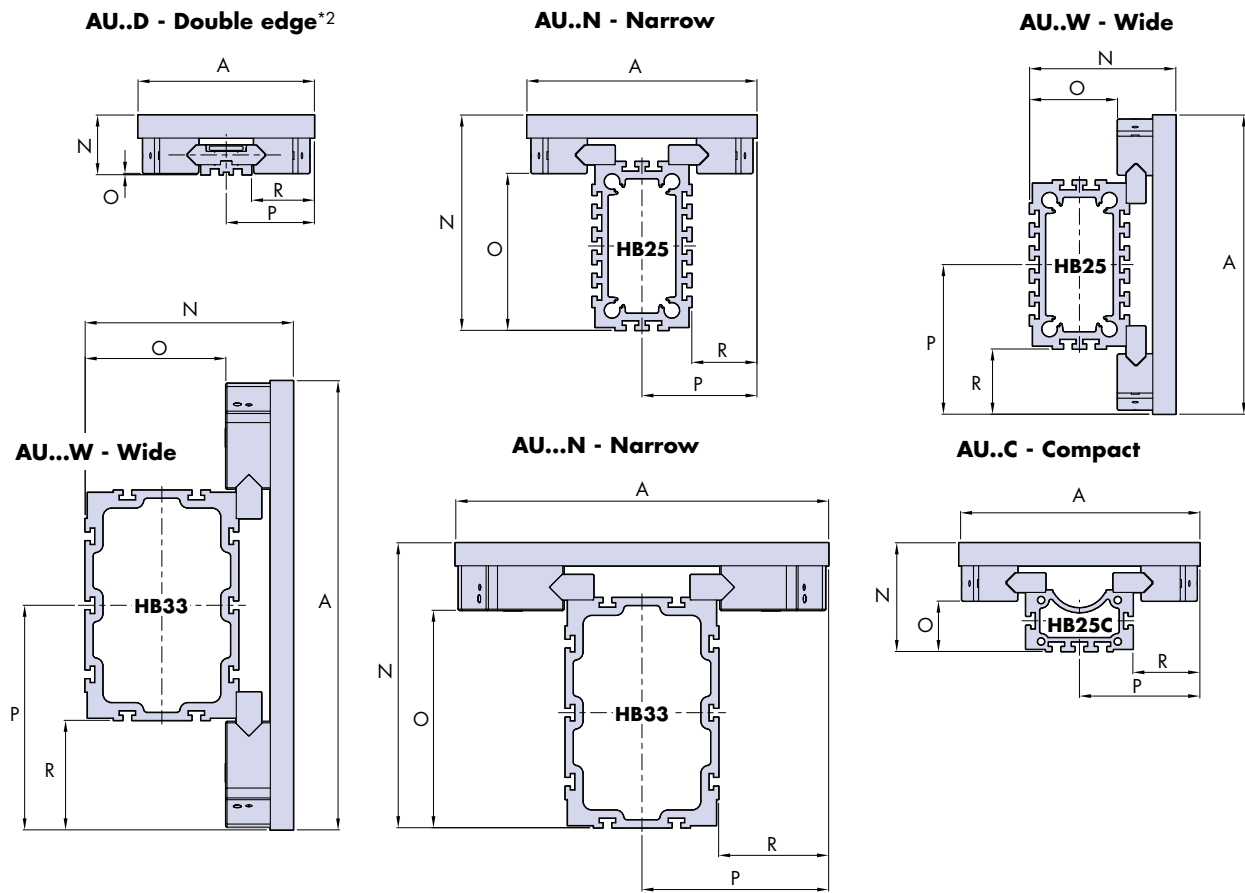 AU..D - Double edge*2
A
N
O
R
P
AU..N - Narrow
A
N
O
HB25
R
P
AU..W - Wide
N
O
HB25
A
P
R
N
O
AU...W - Wide
HB33
A
P
R
AU...N - Narrow
A
N
O
HB33
R
P
AU..C - Compact
A
N
O
HB25C
R
P